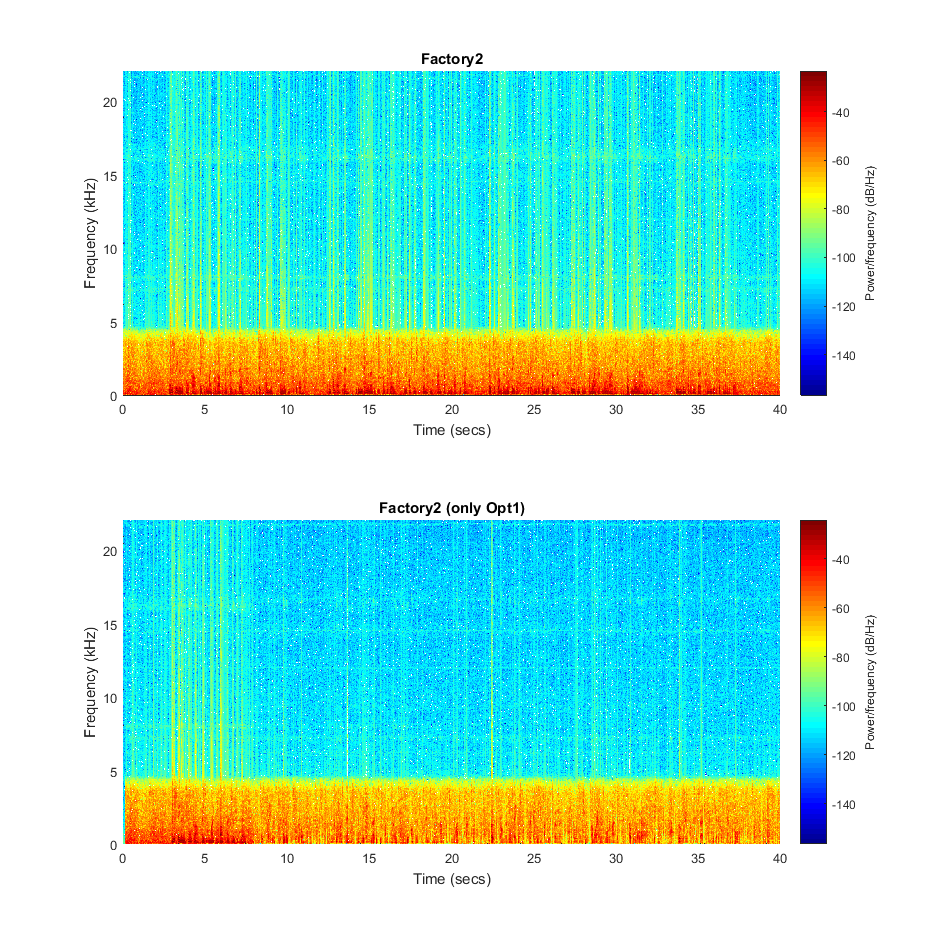 Factory2
20
15
10
5
0
Frequency (kHz)
0 5 10 15 20 25 30 35 40
Time (secs)
-40
-60
-80
-100
-120
-140
Power/frequency (dB/Hz)
Factory2 (only Opt1)
20
15
10
5
0
Frequency (kHz)
0 5 10 15 20 25 30 35 40
Time (secs)
-40
-60
-80
-100
-120
-140
Power/frequency (dB/Hz)